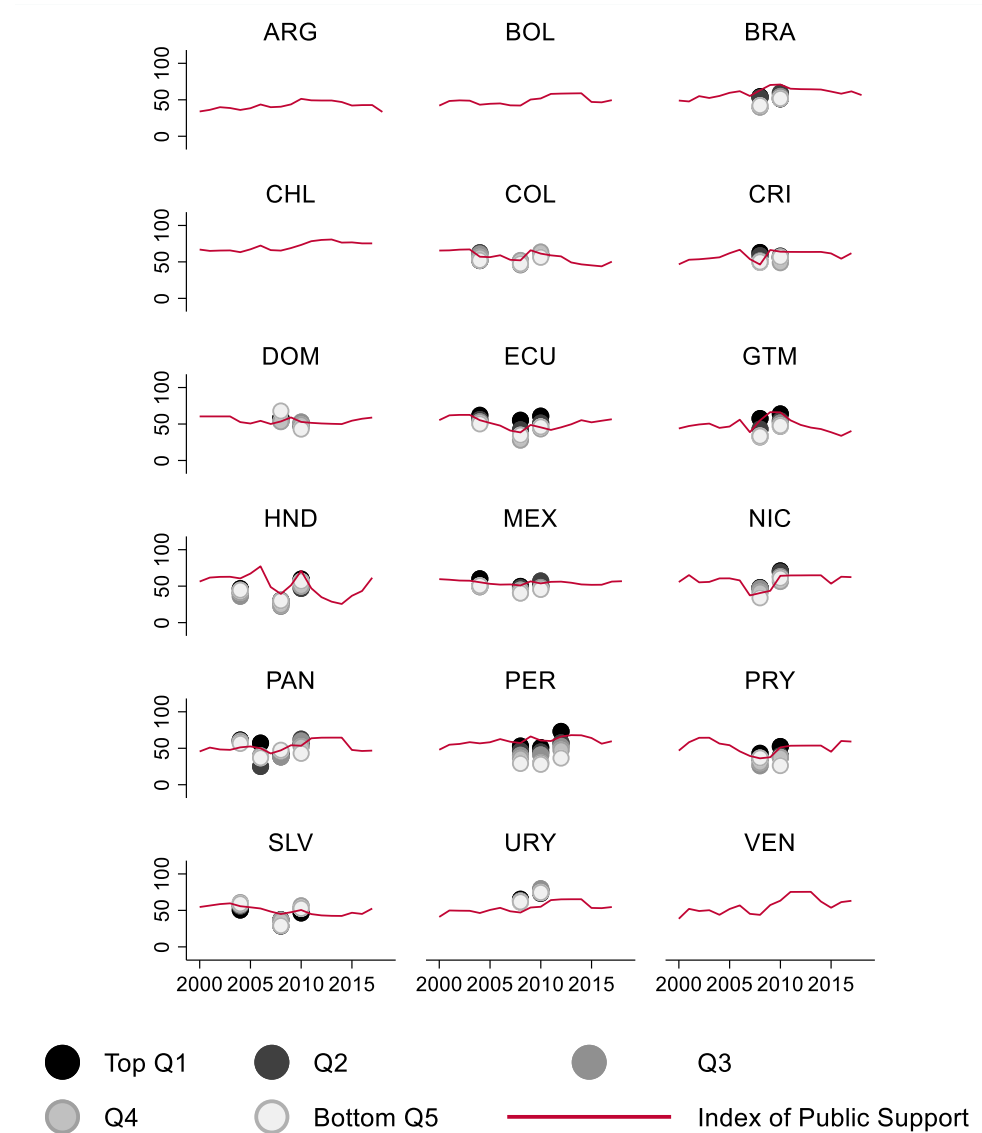 ARG BOL BRA
100
50
0
CHL COL CRI
100
50
0
DOM ECU GTM
100
50
0
HND MEX NIC
100
50
0
PAN PER PRY
100
50
0
SLV URY VEN
100
50
0
2000 2005 2010 2015 2000 2005 2010 2015 2000 2005 2010 2015
Top Q1 Q2 Q3
Q4 Bottom Q5 Index of Public Support